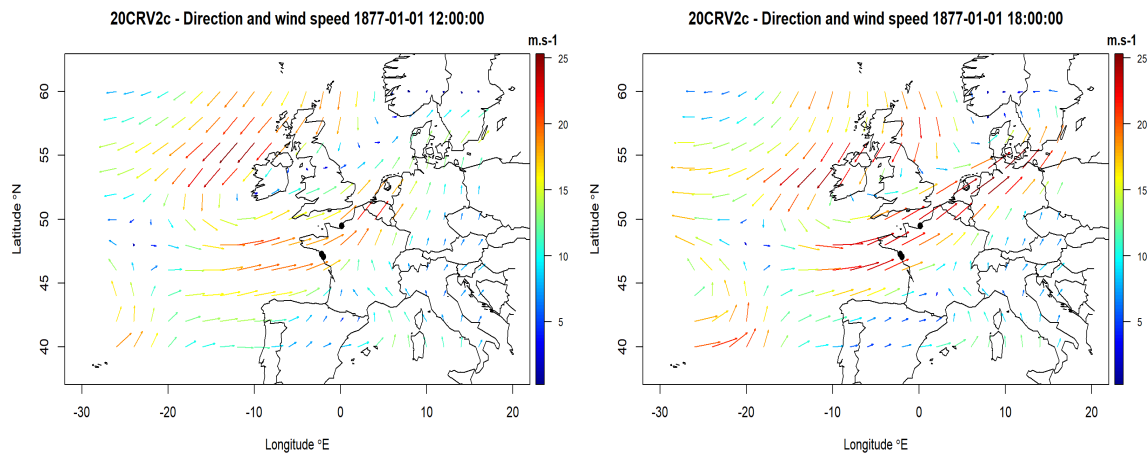 20CRV2c - Direction and wind speed 1877-01-01 12:00:00
m.s-1
25
20
15
10
5
60
55
50
45
40
Latitude °N
-30 -20 -10 0 10 20
Longitude °E
20CRV2c - Direction and wind speed 1877-01-01 18:00:00
m.s-1
25
20
15
10
5
60
55
50
45
40
Latitude °N
-30 -20 -10 0 10 20
Longitude °E